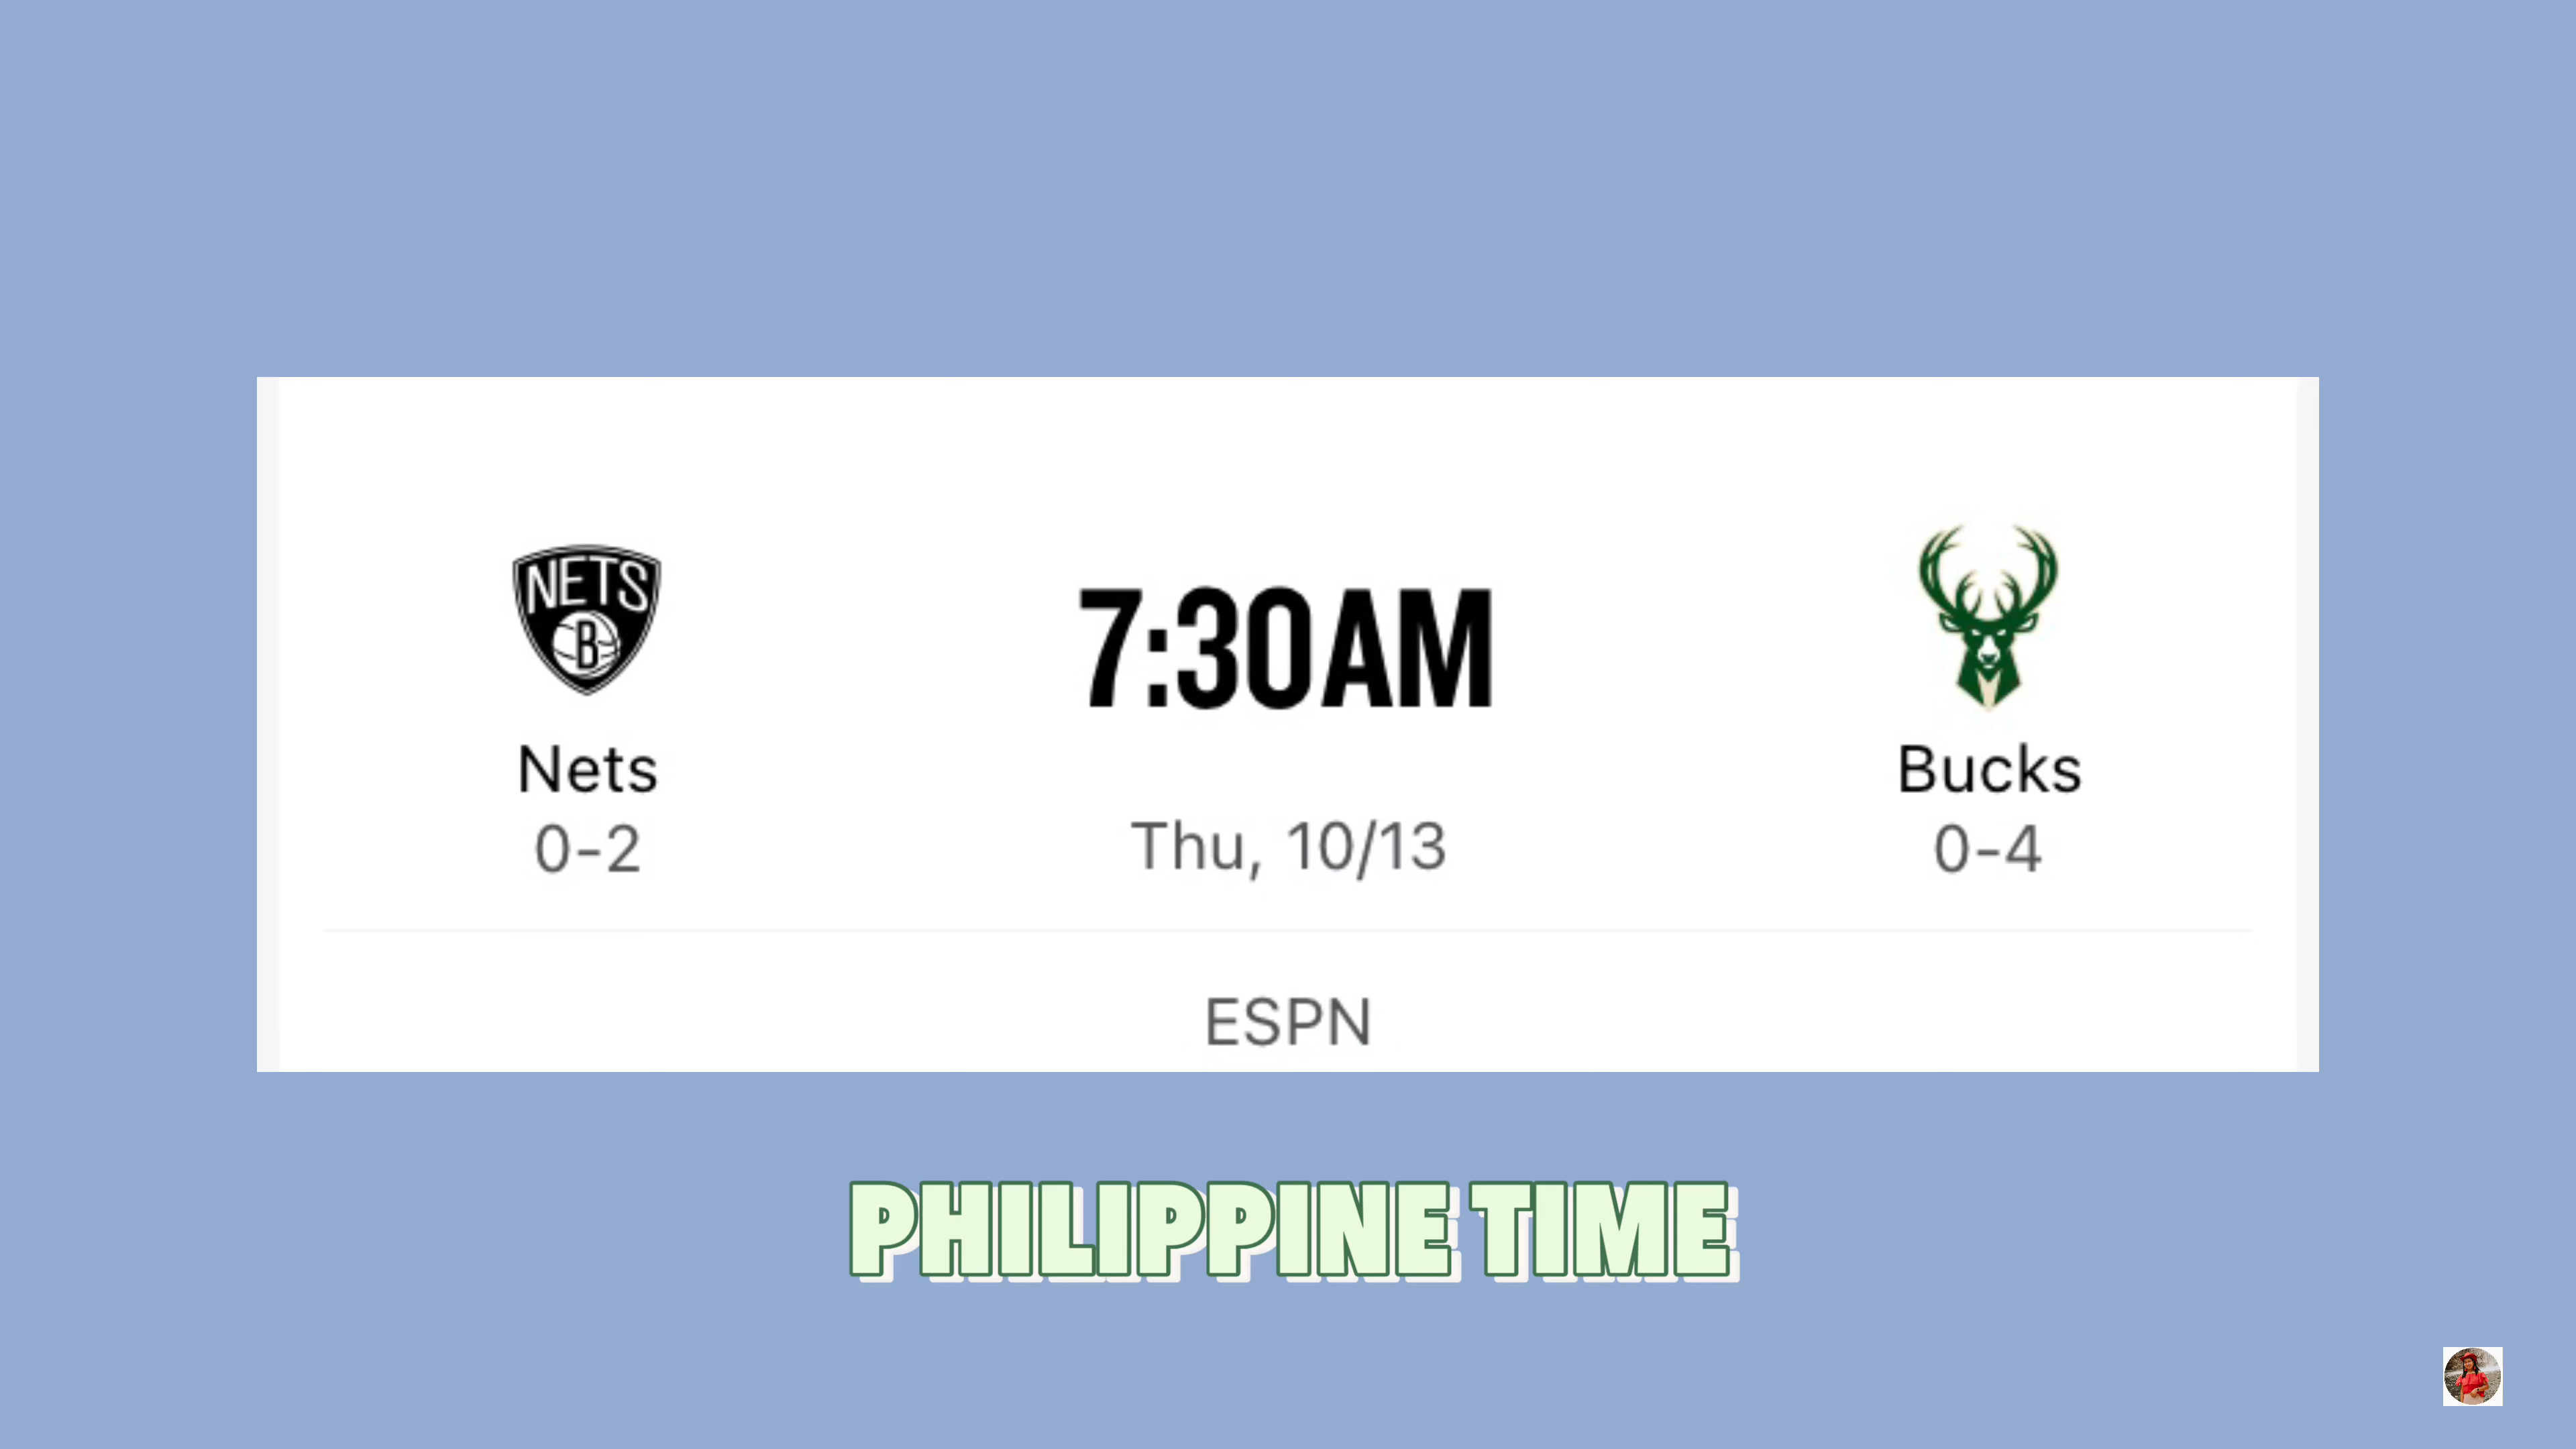 NETS
B
7:30AM
Nets
Bucks
0-2
Thu, 10/13
0-4
ESPN
PHILIPPINE TIME